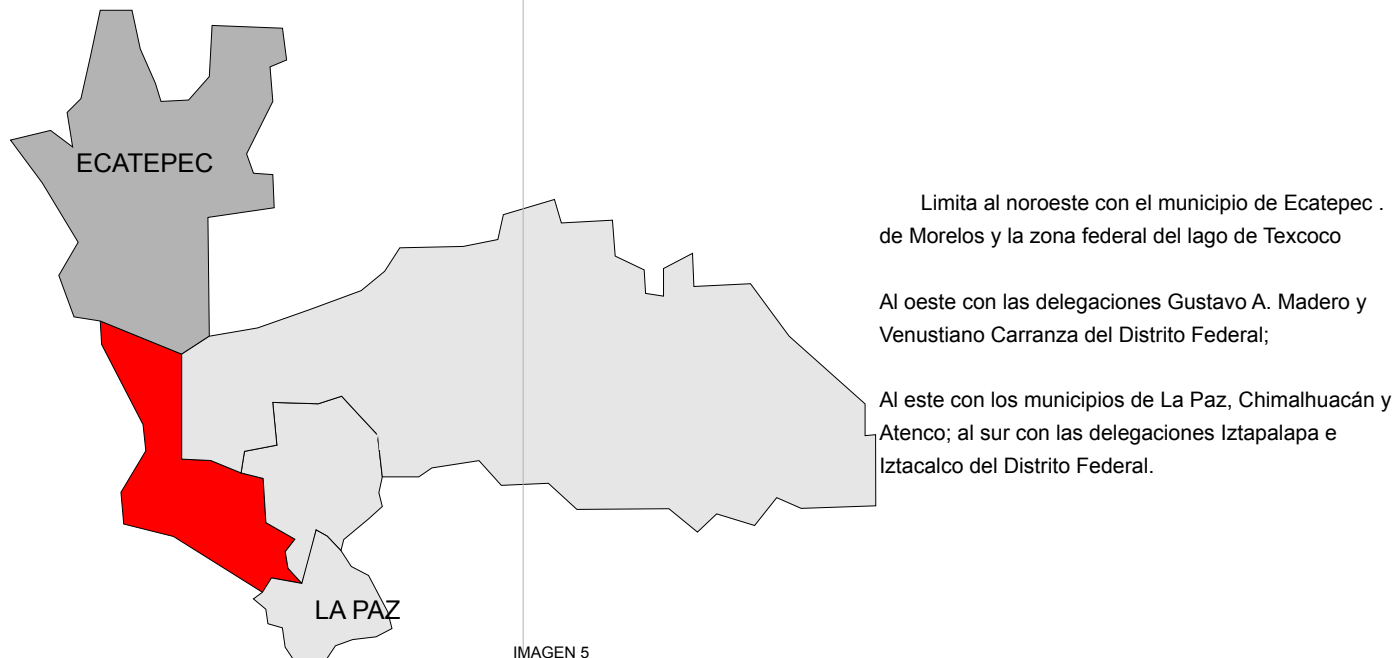 ECATEPEC
Limita al noroeste con el municipio de Ecatepec .
de Morelos y la zona federal del lago de Texcoco
Al oeste con las delegaciones Gustavo A. Madero y
Venustiano Carranza del Distrito Federal;
Al este con los municipios de La Paz, Chimalhuacán y
Atenco; al sur con las delegaciones Iztapalapa e
Iztacalco del Distrito Federal.
LA PAZ
IMAGEN 5